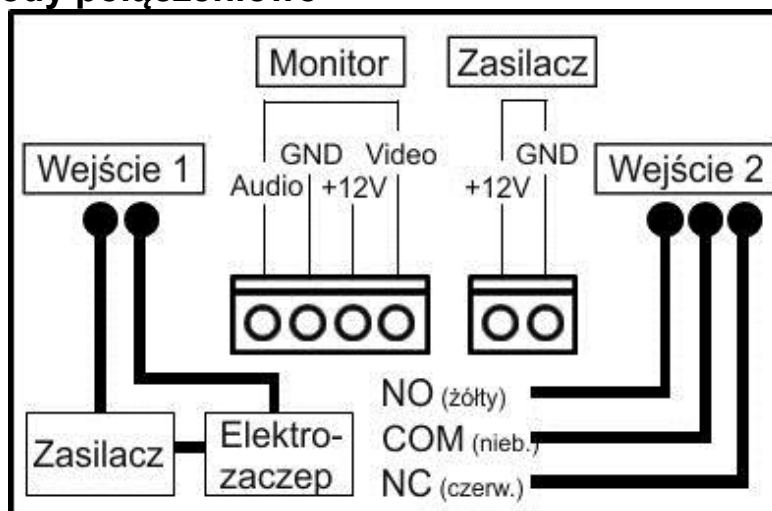 Monitor
Zasilacz
Wejście 1
GND Video
Audio +12V
GND
+12V
Wejście 2
NO (żółty)
COM (nieb.)
NC (czerw.)
Zasilacz
Elektro-
zaczep